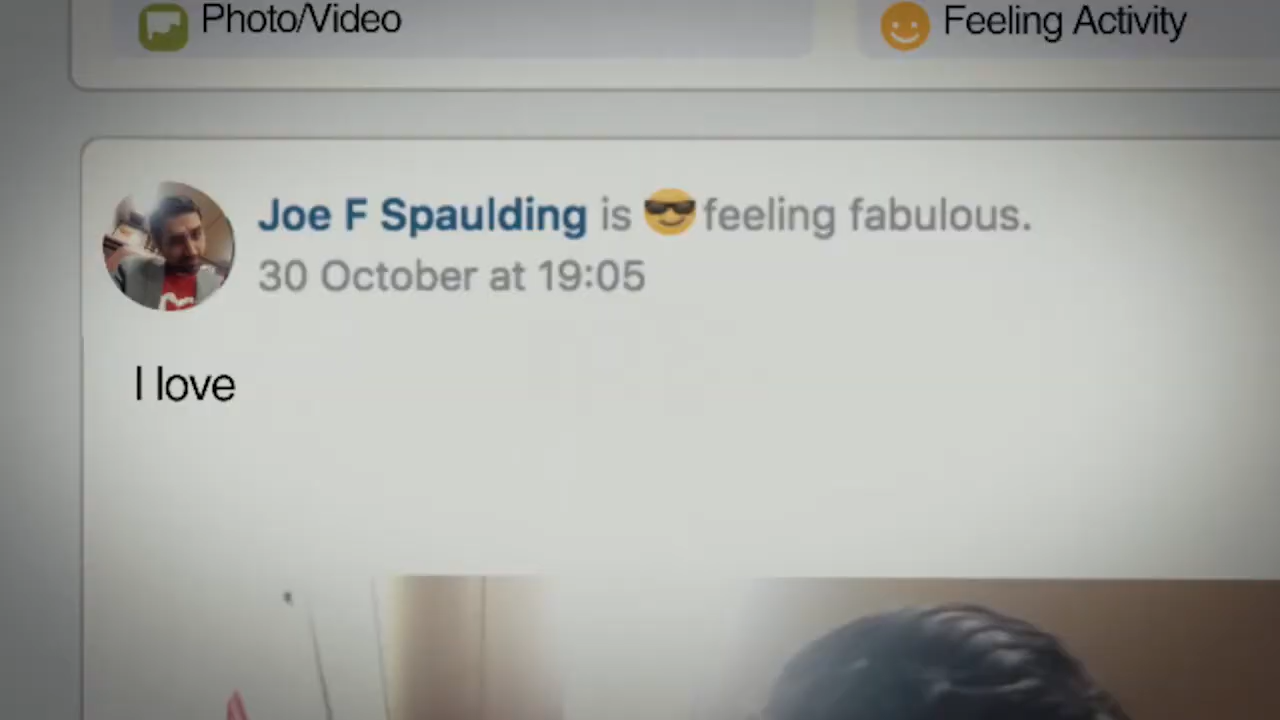 Photo/Video
Feeling Activity
Joe F Spaulding is 😎 feeling fabulous.
30 October at 19:05
I love